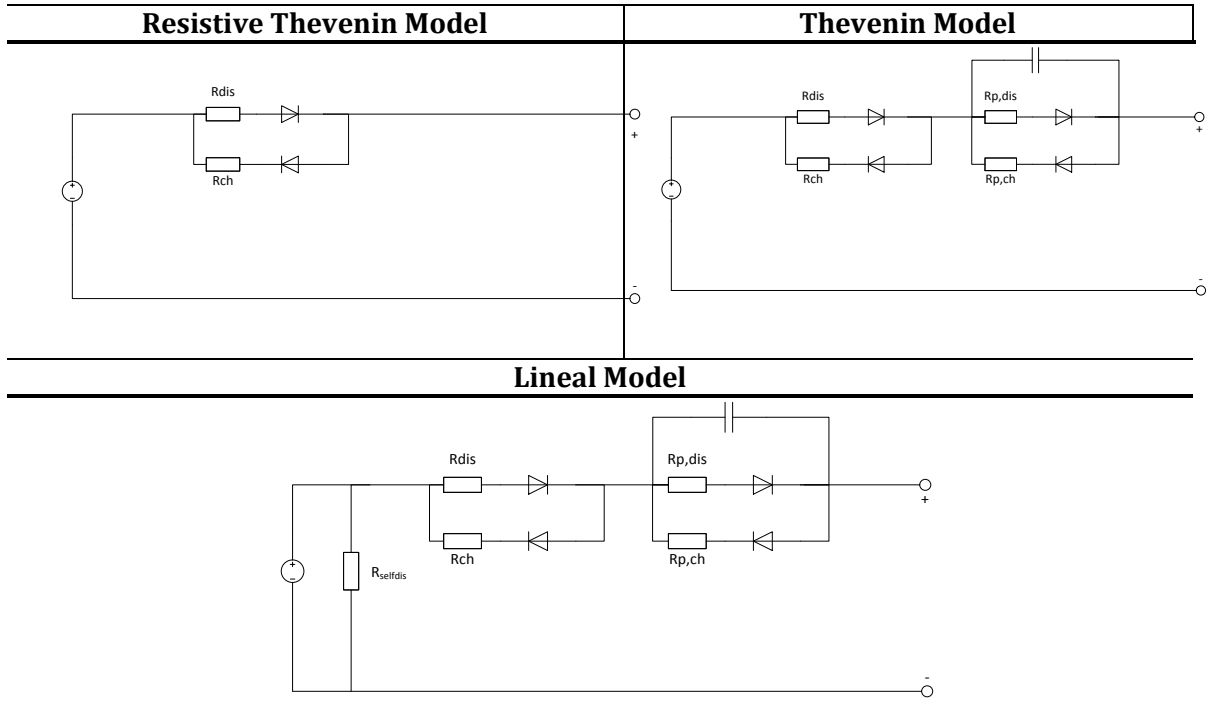 Resistive Thevenin Model
Thevenin Model
Rdis
Rch
+
-
+
-
Rdis
Rch
Rp,dis
Rp,ch
+
-
+
-
Lineal Model
Rdis
Rch
Rp,dis
Rp,ch
Rselfdis
+
-
+
-